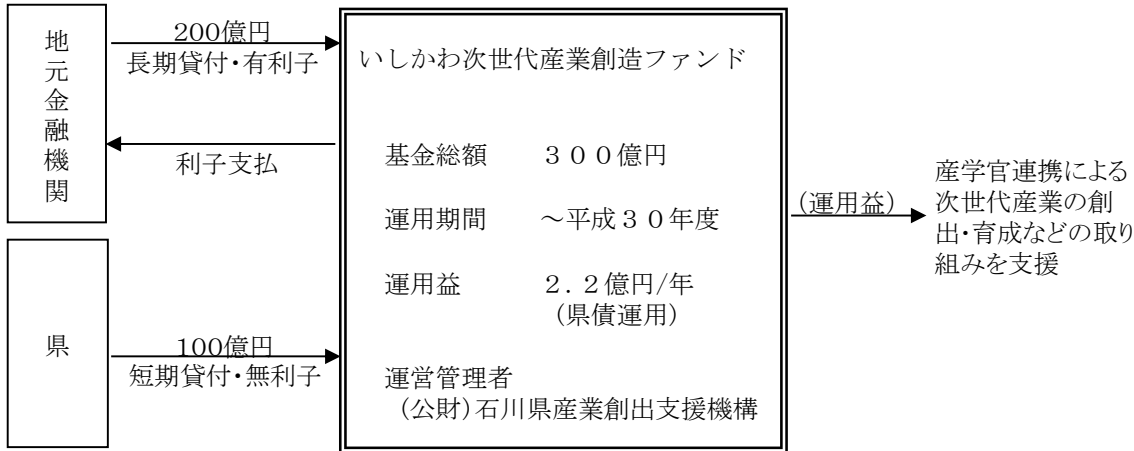 地元金融機関
200億円
長期貸付・有利子
利子支払
県
100億円
短期貸付・無利子
いしかわ次世代産業創造ファンド
基金総額　３００億円
運用期間　～平成３０年度
運用益　２．２億円/年
（県債運用）
運営管理者
（公財）石川県産業創出支援機構
（運用益）
産学官連携による
次世代産業の創
出・育成などの取り
組みを支援